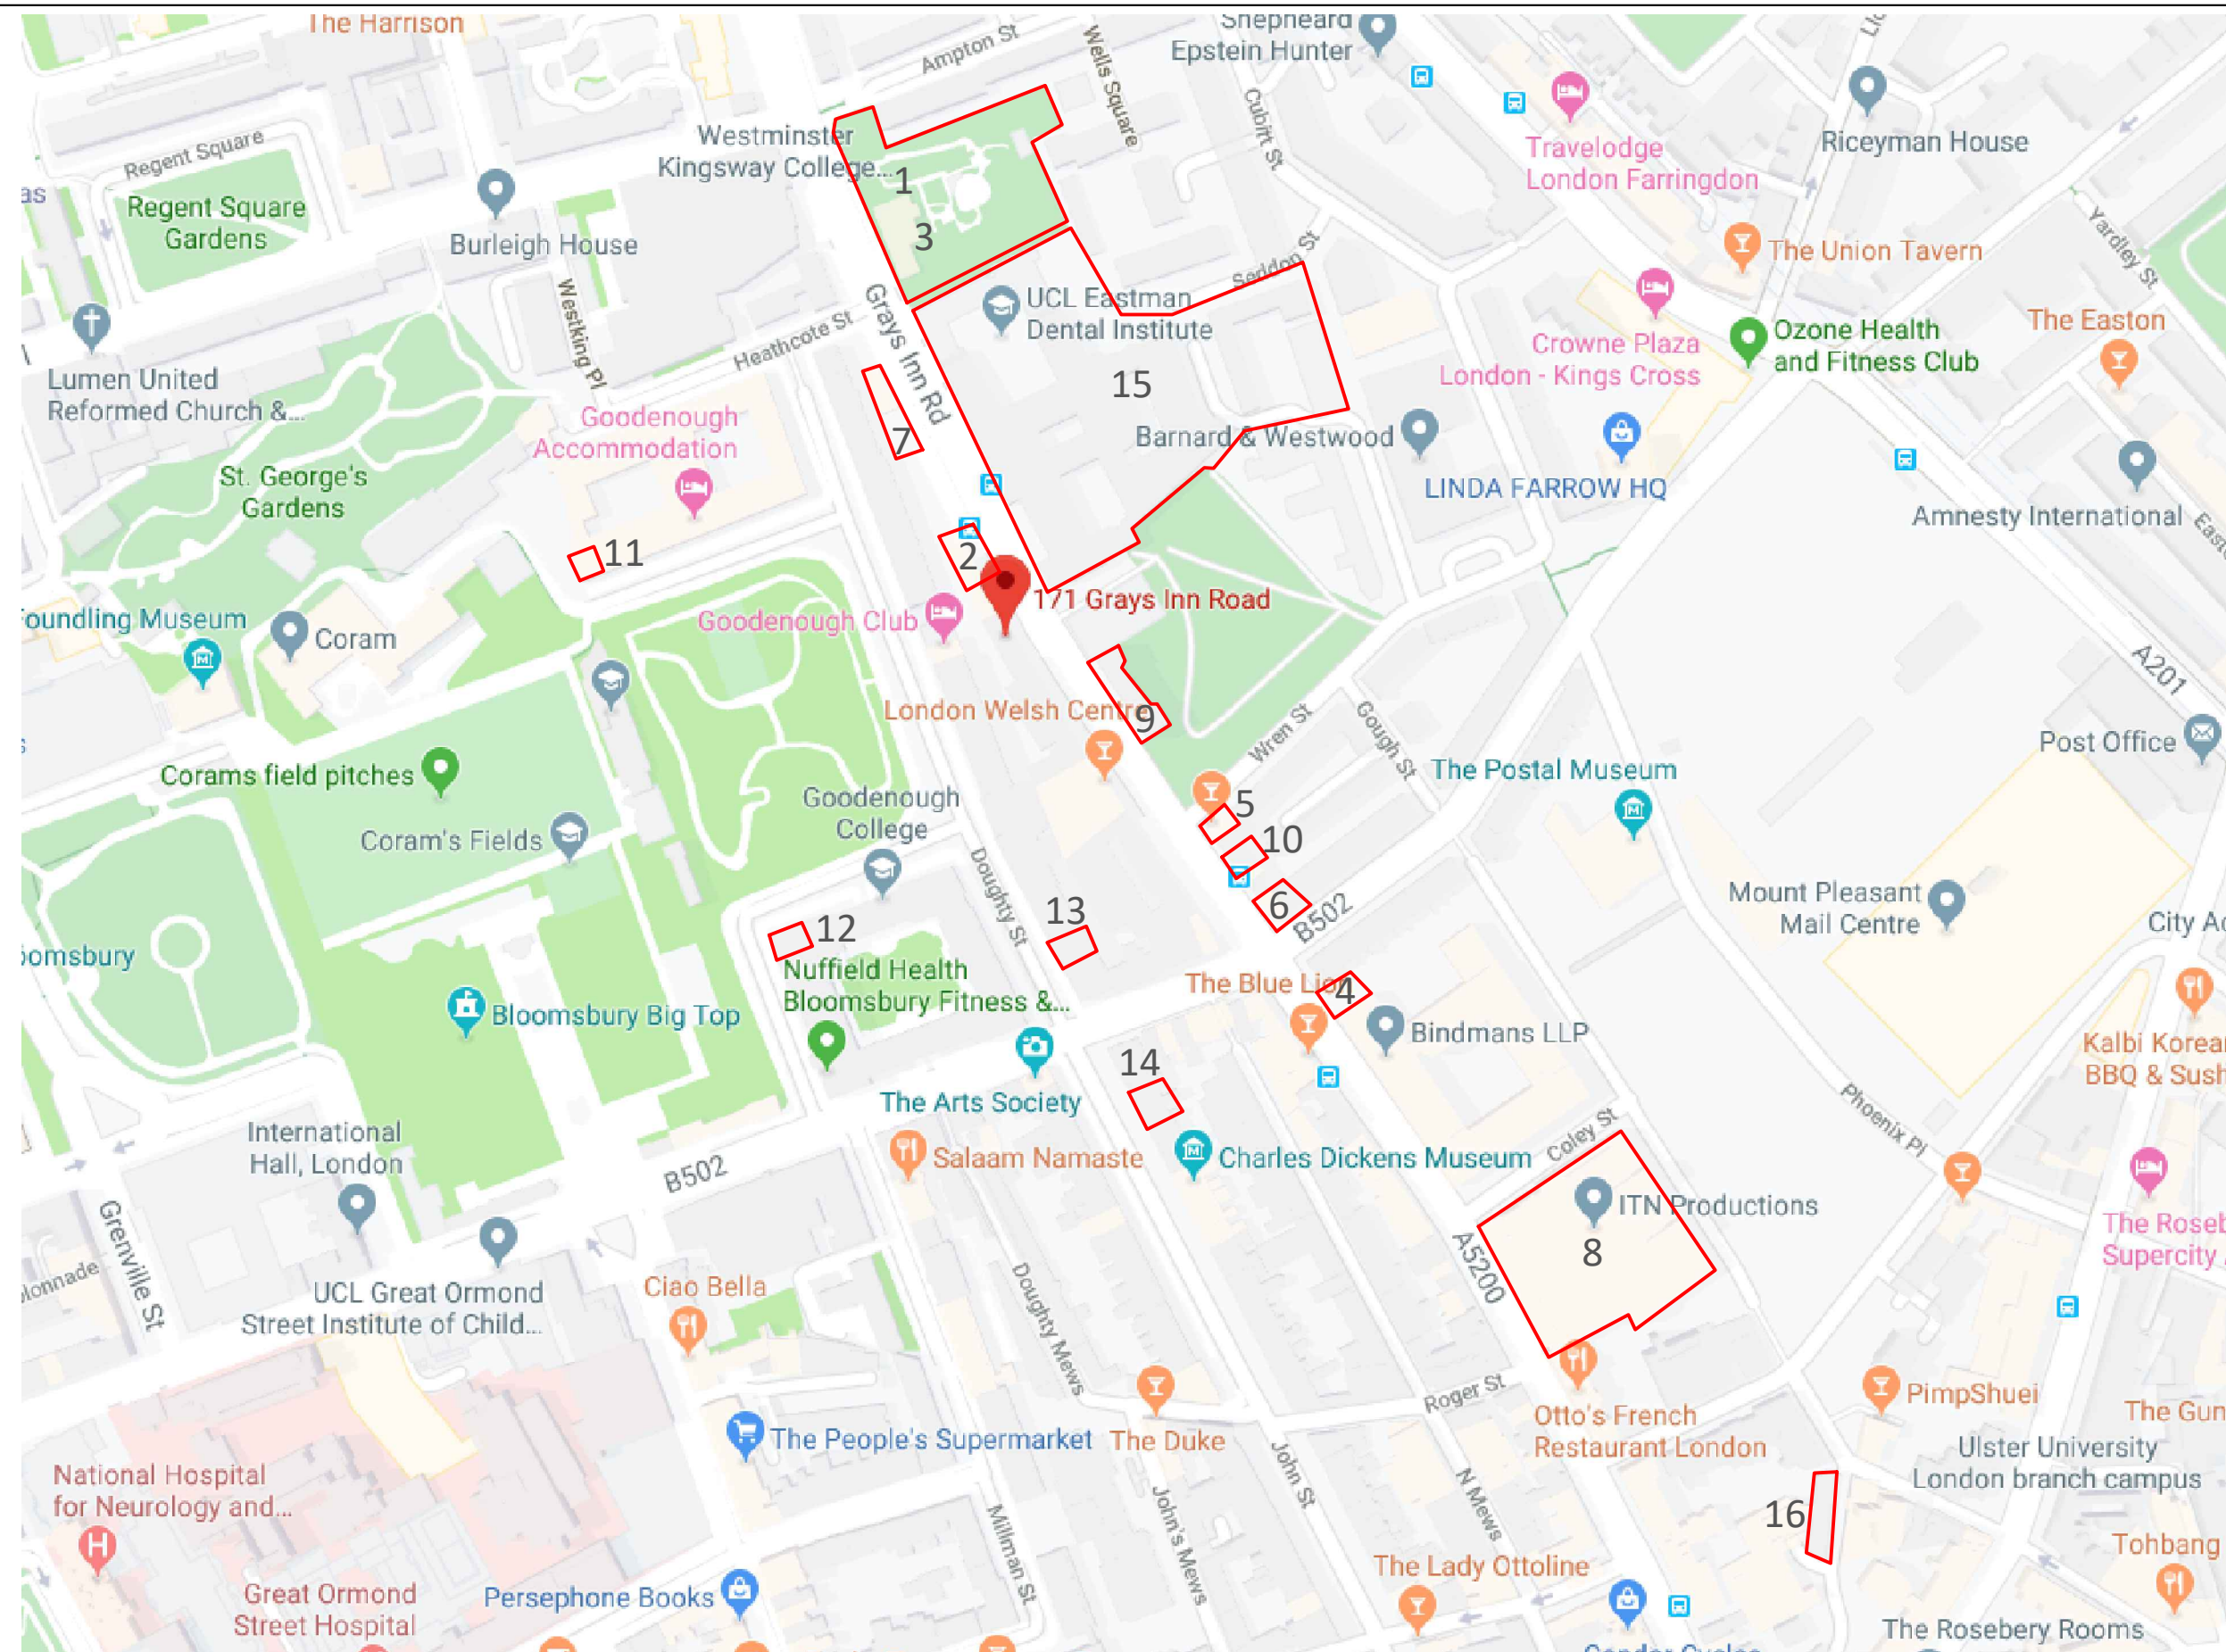 The Harrison
Ampton St
Wells Square
Shepheard
Epstein Hunter
Cubitt St
Regent Square
Westminster
Kingsway College...
Travelodge
London Farringdon
Riceyman House
Regent Square
Gardens
Burleigh House
1
3
The Union Tavern
Yardley St
Seddon St
Westking Pl
Heathcote St
Grays Inn Rd
UCL Eastman
Dental Institute
Crowne Plaza
London - Kings Cross
Ozone Health
and Fitness Club
The Easton
Lumen United
Reformed Church &...
Goodenough
Accommodation
15
7
Barnard & Westwood
LINDA FARROW HQ
St. George's
Gardens
Amnesty International
11
2
171 Grays Inn Road
Foundling Museum
Coram
Goodenough Club
A201
London Welsh Centre
9
Wren St
Gough St
Post Office
Corams field pitches
The Postal Museum
Goodenough
College
5
10
Coram's Fields
Doughty St
6
B502
Mount Pleasant
Mail Centre
12
13
Nuffield Health
Bloomsbury Fitness &...
The Blue Lion
4
Bloomsbury Big Top
Bindmans LLP
Kalbi Korean
BBQ & Sush
14
The Arts Society
Phoenix Pl
Coley St
International
Hall, London
Salaam Namaste
Charles Dickens Museum
B502
ITN Productions
8
A5200
Grenville St
UCL Great Ormond
Street Institute of Child...
Ciao Bella
Doughty Mews
Supercity
PimpShuei
Roger St
Otto's French
Restaurant London
The Gun
The People's Supermarket
The Duke
John St
Ulster University
London branch campus
National Hospital
for Neurology and...
N Mews
16
Millman St
John's Mews
Tohbang
The Lady Ottoline
Great Ormond
Street Hospital
Persephone Books
The Rosebery Rooms